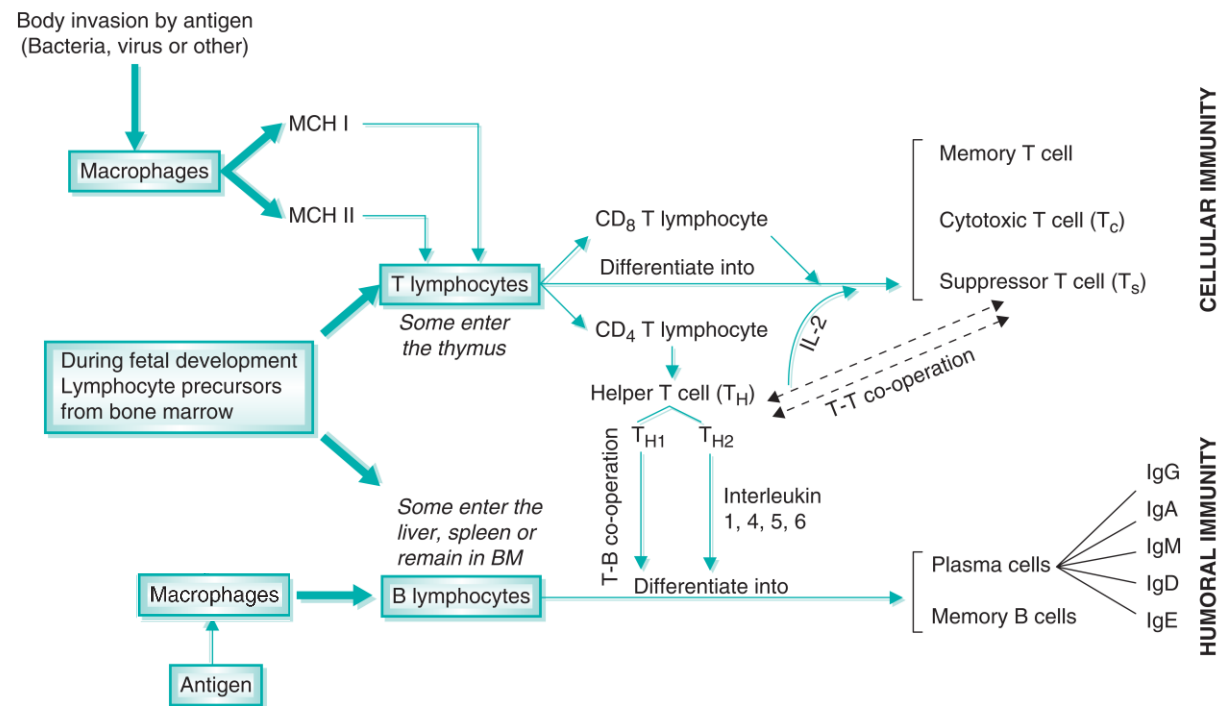 Body invasion by antigen
(Bacteria, virus or other)
Macrophages
MCH I
MCH II
T lymphocytes
Some enter
the thymus
During fetal development
Lymphocyte precursors
from bone marrow
CD8 T lymphocyte
Differentiate into
CD4 T lymphocyte
Helper T cell (TH)
IL-2
T-T co-operation
Memory T cell
Cytotoxic T cell (Tc)
Suppressor T cell (Ts)
CELLULAR IMMUNITY
TH1
TH2
T-B co-operation
Interleukin
1, 4, 5, 6
Some enter the
liver, spleen or
remain in BM
Macrophages
B lymphocytes
Differentiate into
Antigen
Plasma cells
Memory B cells
IgG
IgA
IgM
IgD
IgE
HUMORAL IMMUNITY